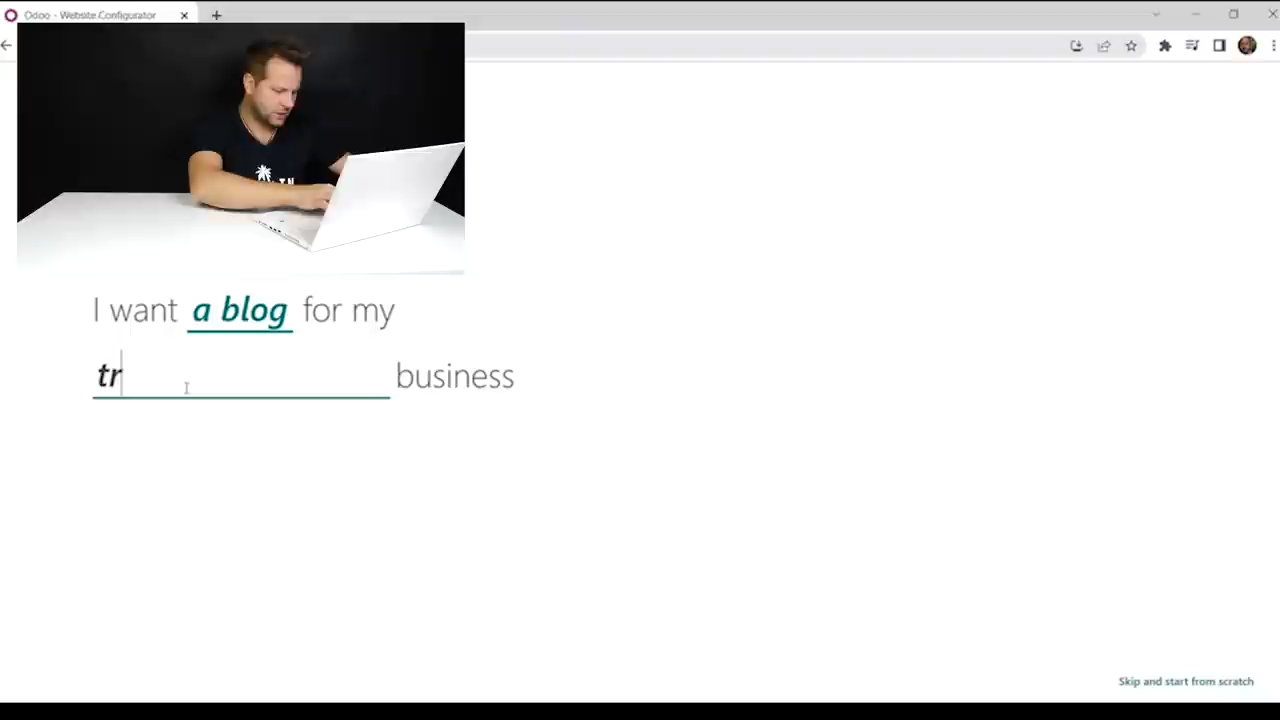 Odoo - Website Configurator
I want a blog for my
tr business
Skip and start from scratch